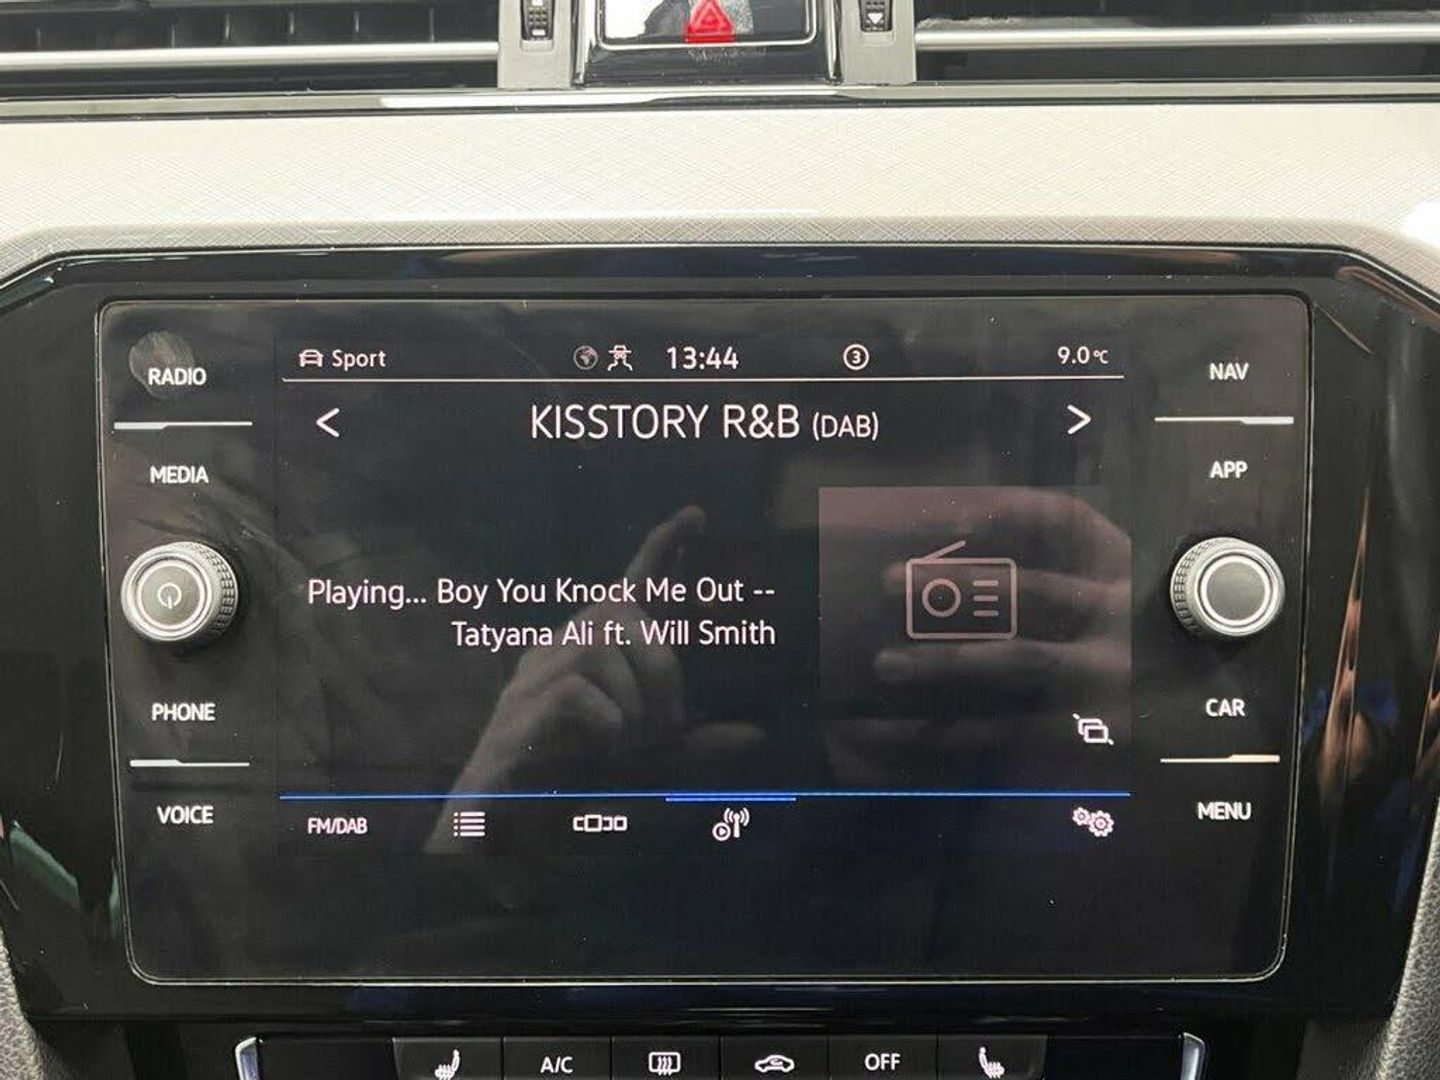 Sport 13:44 3 9.0 °C
< KISSTORY R&B (DAB) >
RADIO
MEDIA
PHONE
VOICE
Playing... Boy You Knock Me Out --
Tatyana Ali ft. Will Smith
NAV
APP
CAR
MENU
FM/DAB
A/C OFF